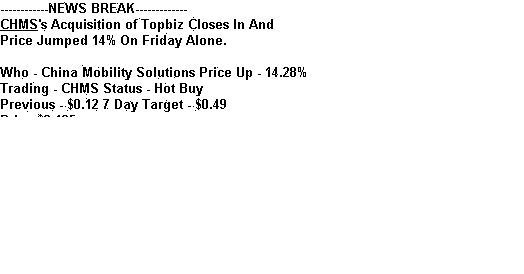 ------------NEWS BREAK-------------
CHMS's Acquisition of Topbiz Closes In And
Price Jumped 14% On Friday Alone.
Who - China Mobility Solutions Price Up - 14.28%
Trading - CHMS Status - Hot Buy
Previous - $0.12 7 Day Target - $0.49